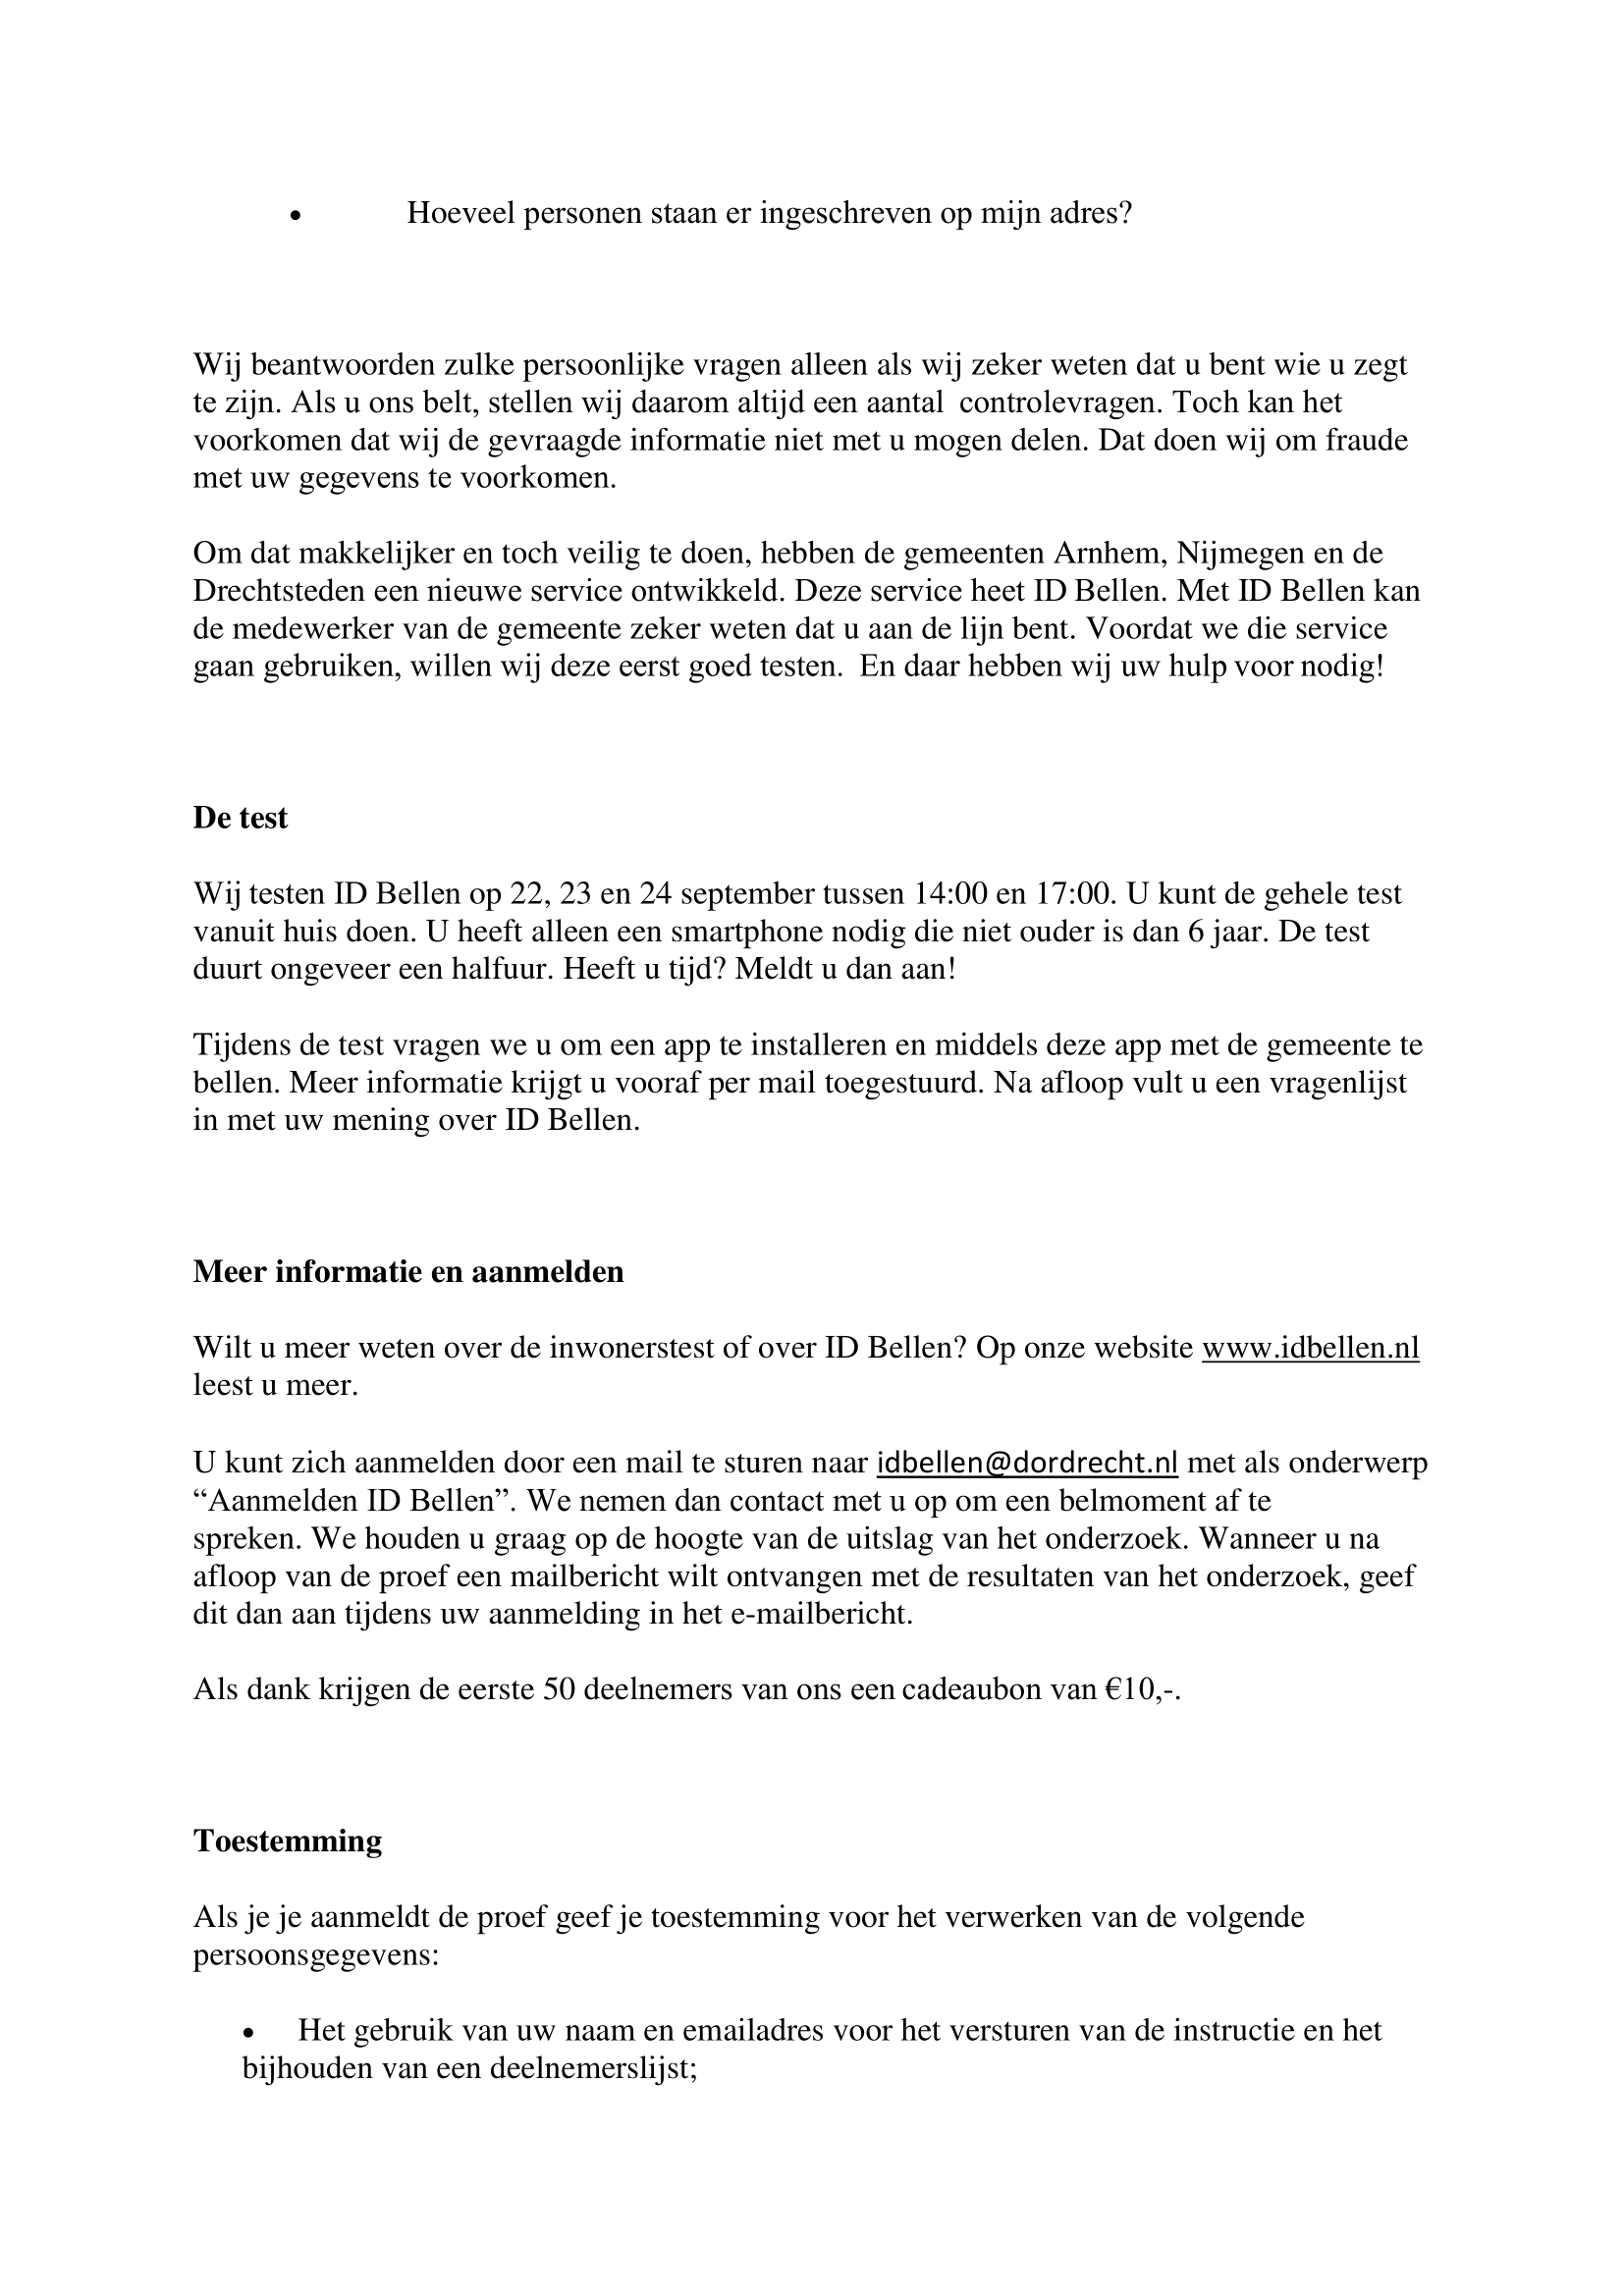 • Hoeveel personen staan er ingeschreven op mijn adres?
Wij beantwoorden zulke persoonlijke vragen alleen als wij zeker weten dat u bent wie u zegt
te zijn. Als u ons belt, stellen wij daarom altijd een aantal  controlevragen. Toch kan het
voorkomen dat wij de gevraagde informatie niet met u mogen delen. Dat doen wij om fraude
met uw gegevens te voorkomen.
Om dat makkelijker en toch veilig te doen, hebben de gemeenten Arnhem, Nijmegen en de
Drechtsteden een nieuwe service ontwikkeld. Deze service heet ID Bellen. Met ID Bellen kan
de medewerker van de gemeente zeker weten dat u aan de lijn bent. Voordat we die service
gaan gebruiken, willen wij deze eerst goed testen.  En daar hebben wij uw hulp voor nodig!
De test
Wij testen ID Bellen op 22, 23 en 24 september tussen 14:00 en 17:00. U kunt de gehele test
vanuit huis doen. U heeft alleen een smartphone nodig die niet ouder is dan 6 jaar. De test
duurt ongeveer een halfuur. Heeft u tijd? Meldt u dan aan!
Tijdens de test vragen we u om een app te installeren en middels deze app met de gemeente te
bellen. Meer informatie krijgt u vooraf per mail toegestuurd. Na afloop vult u een vragenlijst
in met uw mening over ID Bellen.
Meer informatie en aanmelden
Wilt u meer weten over de inwonerstest of over ID Bellen? Op onze website www.idbellen.nl
leest u meer.
U kunt zich aanmelden door een mail te sturen naar idbellen@dordrecht.nl met als onderwerp
“Aanmelden ID Bellen”. We nemen dan contact met u op om een belmoment af te
spreken. We houden u graag op de hoogte van de uitslag van het onderzoek. Wanneer u na
afloop van de proef een mailbericht wilt ontvangen met de resultaten van het onderzoek, geef
dit dan aan tijdens uw aanmelding in het e-mailbericht.
Als dank krijgen de eerste 50 deelnemers van ons een cadeaubon van €10,-.
Toestemming
Als je je aanmeldt de proef geef je toestemming voor het verwerken van de volgende
persoonsgegevens:
• Het gebruik van uw naam en emailadres voor het versturen van de instructie en het
bijhouden van een deelnemerslijst;